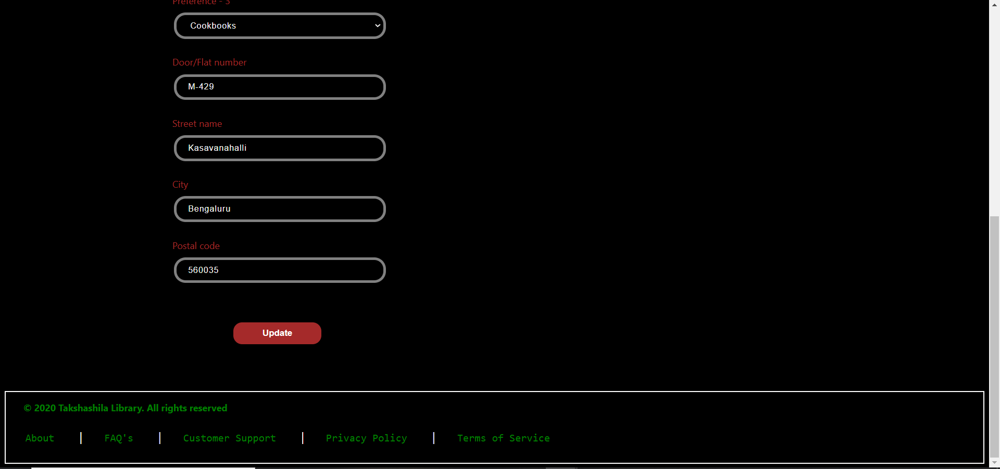 Preference - 3
Cookbooks
Door/Flat number
M-429
Street name
Kasavanahalli
City
Bengaluru
Postal code
560035
Update
© 2020 Takshashila Library. All rights reserved
About | FAQ's | Customer Support | Privacy Policy | Terms of Service